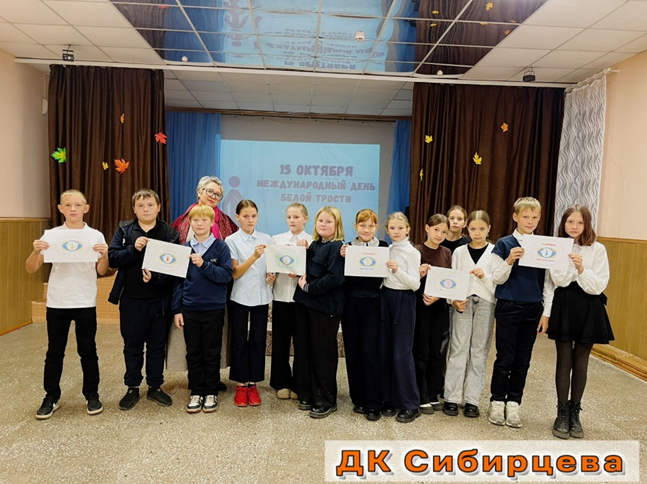 15 ОКТЯБРЯ
МЕЖДУНАРОДНЫЙ ДЕНЬ
БЕЛОЙ ТРОСТИ
ДК Сибирцева